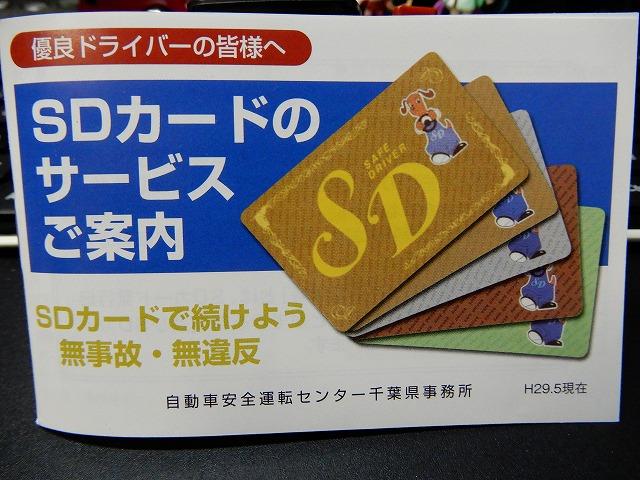 優良ドライバーの皆様へ
SDカードの
サービス
ご案内
SAFE
DRIVER
SD
SDカードで続けよう
無事故・無違反
自動車安全運転センター千葉県事務所
H29.5現在